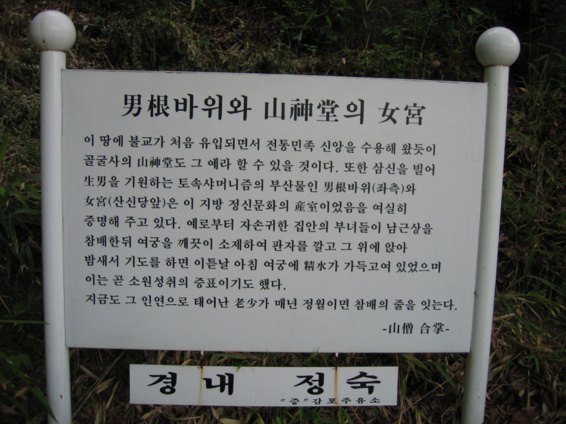 男根바위와 山神堂의 女宮
이 땅에 불교가 처음 유입되면서 전통민족 신앙을 수용해 왔듯이
골굴사의 山神堂도 그 예라 할 수 있을 것이다. 또한 삼신을 빌어
生男을 기원하는 토속샤머니즘의 부산물인 男根바위(좌측)와
女宮(산신당앞)은 이 지방 정신문화의 産室이었음을 여실히
증명해 주고 있다. 예로부터 자손귀한 집안의 부녀들이 남근상을
참배한뒤 여궁을 깨끗이 소제하여 판자를 깔고 그 위에 앉아
밤새서 기도를 하면 이튿날 아침 여궁에 精水가 가득고여 있었으며
이는 곧 소원성취의 증표이기도 했다.
지금도 그 인연으로 태어난 老少가 매년 정월이면 참배의 줄을 잇는다.
-山僧 合掌-
경내 정숙
"증"감포주유소